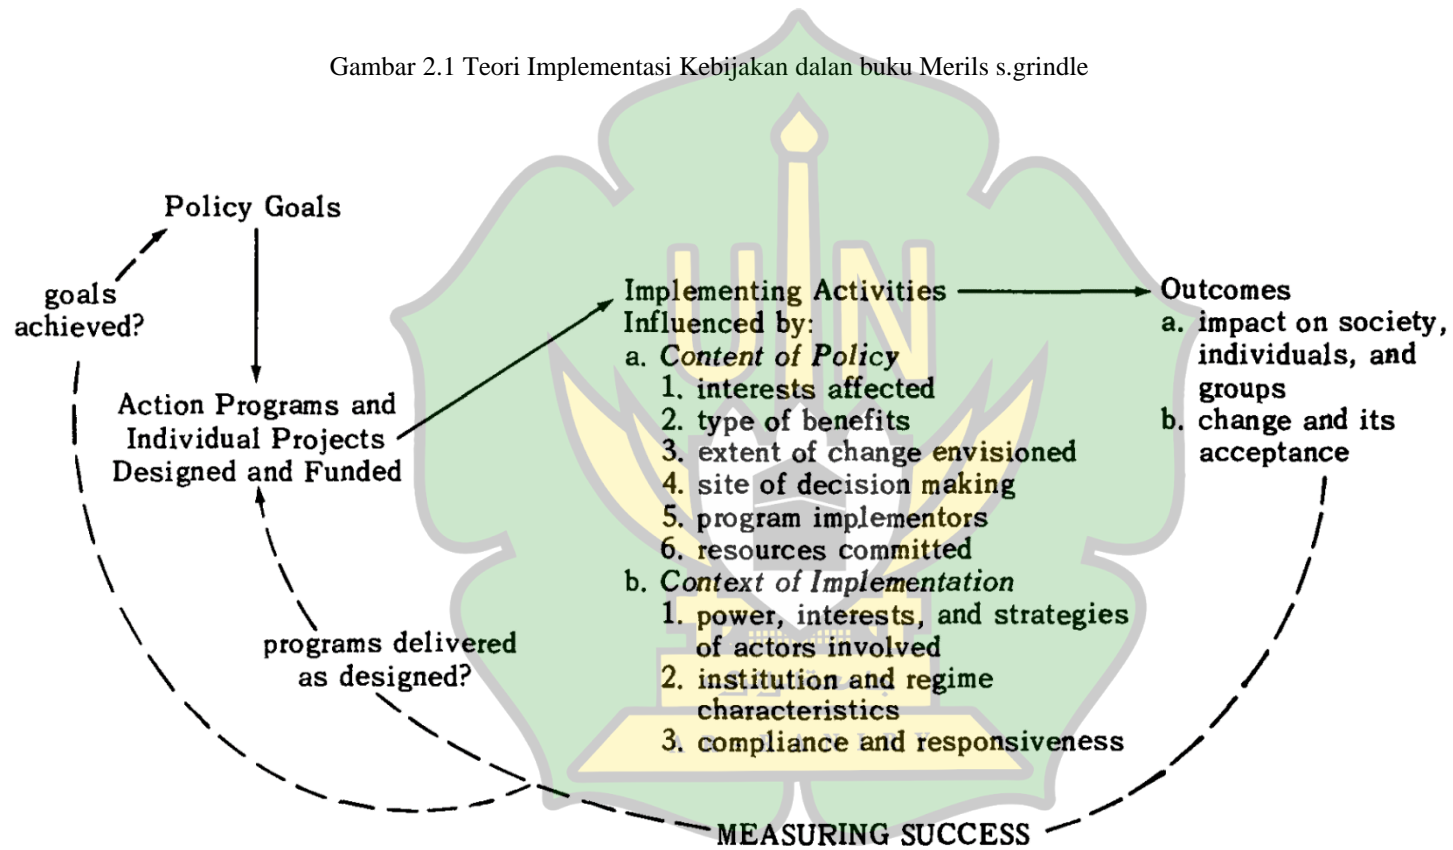 Gambar 2.1 Teori Implementasi Kebijakan dalan buku Merils s.grindle
Policy Goals
goals
achieved?
Action Programs and
Individual Projects
Designed and Funded
programs delivered
as designed?
Implementing Activities
Influenced by:
a. Content of Policy
1. interests affected
2. type of benefits
3. extent of change envisioned
4. site of decision making
5. program implementors
6. resources committed
b. Context of Implementation
1. power, interests, and strategies
of actors involved
2. institution and regime
characteristics
3. compliance and responsiveness
Outcomes
a. impact on society,
individuals, and
groups
b. change and its
acceptance
MEASURING SUCCESS
UIN